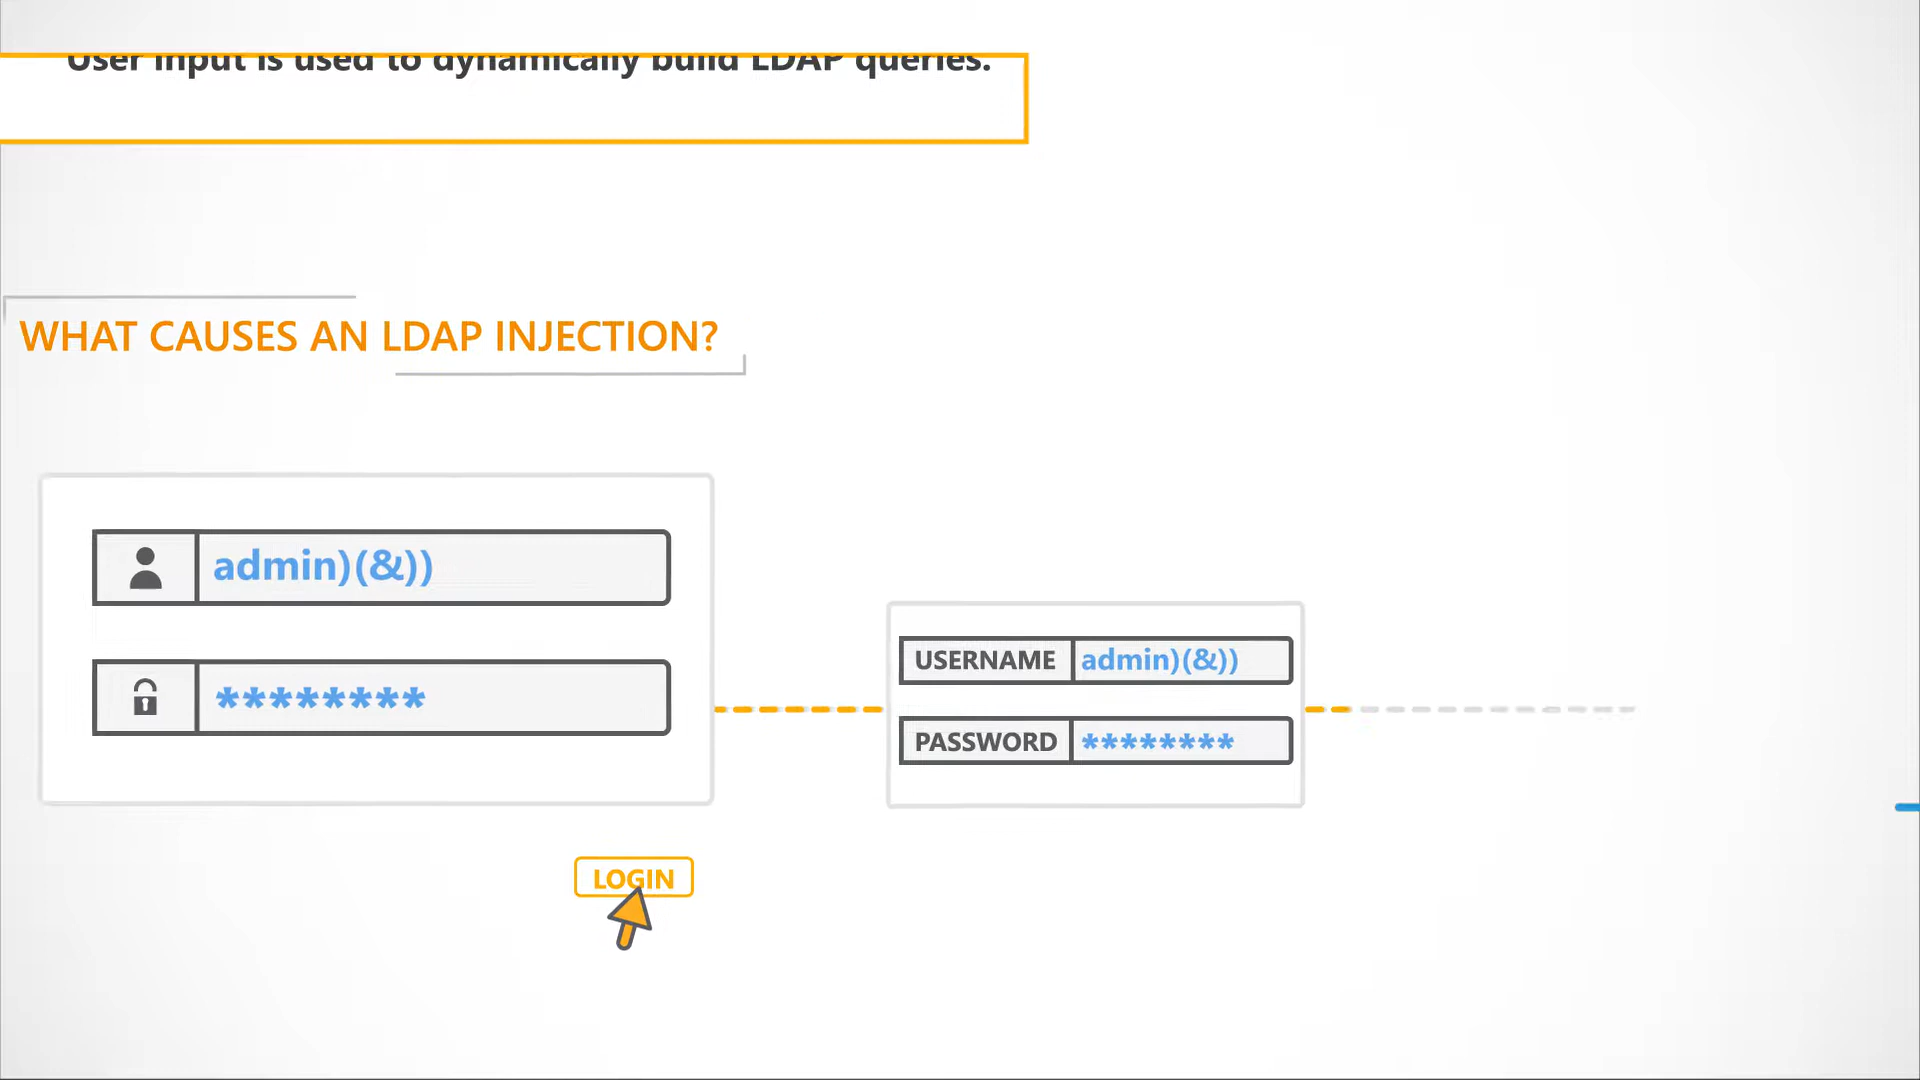 User input is used to dynamically build LDAP queries.
WHAT CAUSES AN LDAP INJECTION?
admin)(&))
********
USERNAME admin)(&))
PASSWORD ********
LOGIN